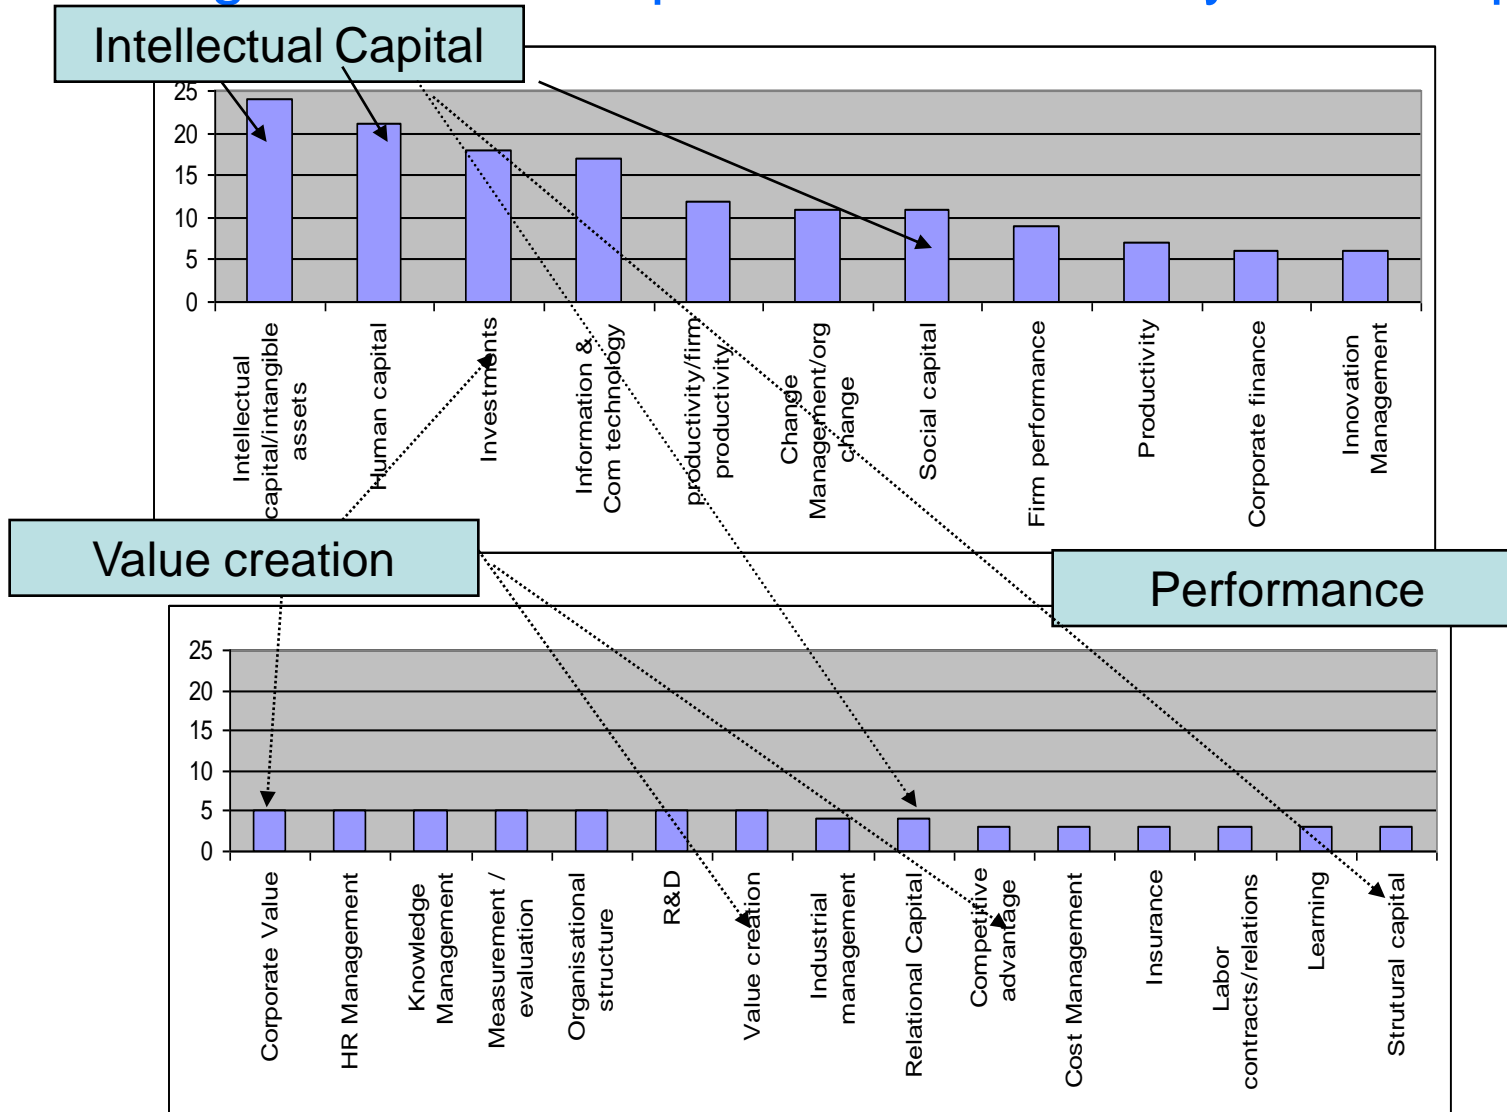 Intellectual Capital
25
20
15
10
5
0
Intellectual
capital/intangible
assets
Human capital
Investments
Information &
Com technology
productivity/firm
productivity
Change
Management/org
change
Social capital
Firm performance
Productivity
Corporate finance
Innovation
Management
Value creation
Performance
25
20
15
10
5
0
Corporate Value
HR Management
Knowledge
Management
Measurement /
evaluation
Organisational
structure
R&D
Value creation
Industrial
management
Relational Capital
Competitive
advantage
Cost Management
Insurance
Labor
contracts/relations
Learning
Strutural capital